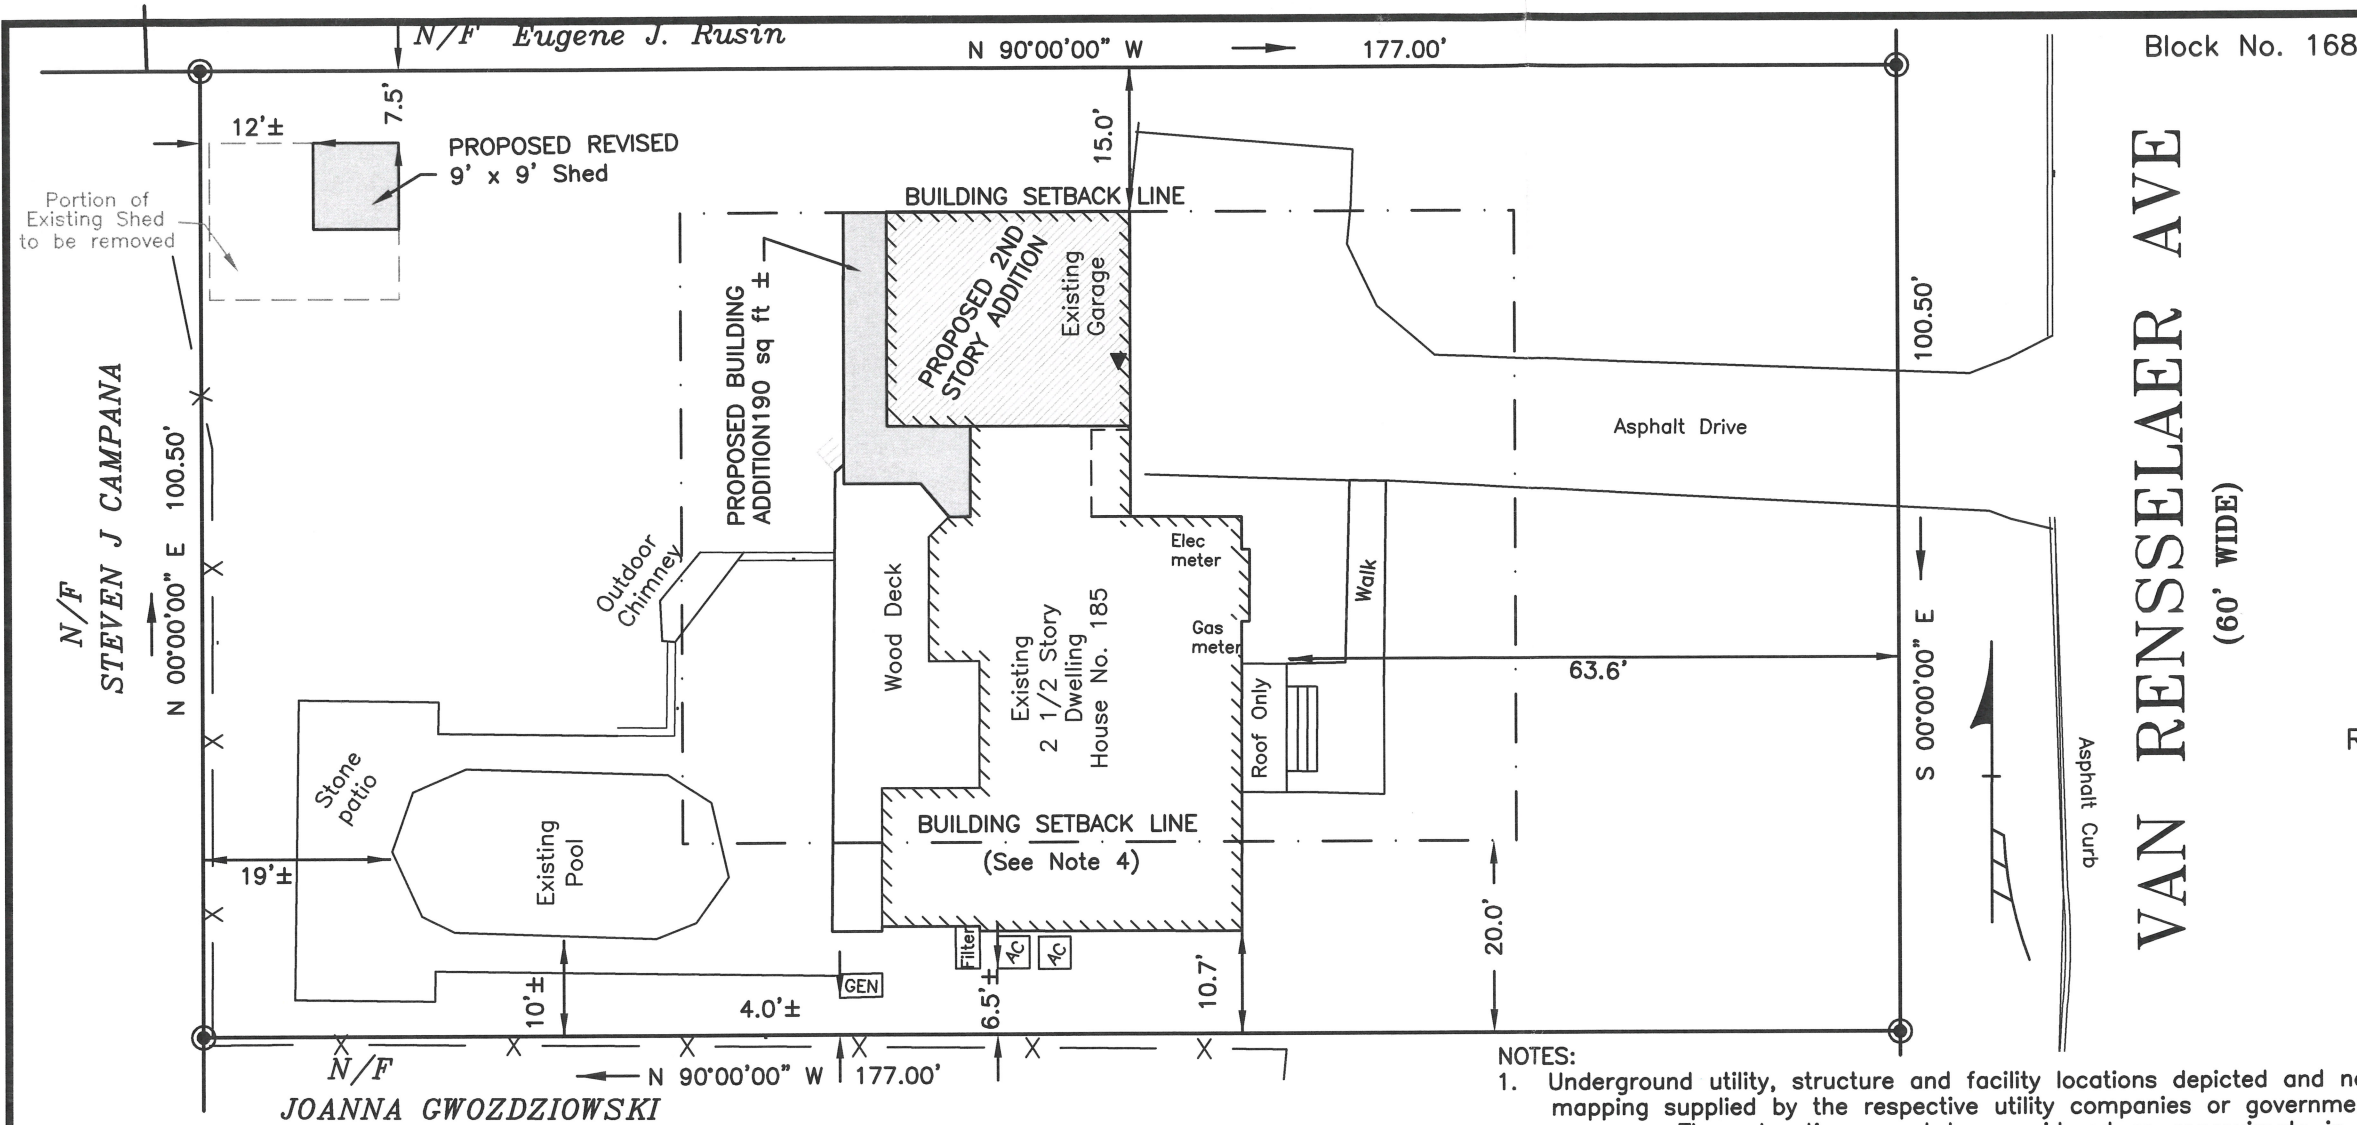 N/F Eugene J. Rusin
N 90°00'00" W 177.00'
Block No. 168
7.5'
12'±
PROPOSED REVISED
9' x 9' Shed
Portion of
Existing Shed
to be removed
15.0'
BUILDING SETBACK LINE
PROPOSED 2ND
STORY ADDITION
Existing
Garage
PROPOSED BUILDING
ADDITION190 sq ft ±
100.50'
S 00°00'00" E
Asphalt Drive
VAN RENSSELAER AVE
(60' WIDE)
N/F
STEVEN J CAMPANA
N 00°00'00" E 100.50'
Outdoor
Chimney
Wood Deck
Elec
meter
Gas
meter
Walk
Existing
2 1/2 Story
Dwelling
House No. 185
Roof Only
63.6'
Stone
patio
Existing
Pool
19'±
BUILDING SETBACK LINE
(See Note 4)
Asphalt Curb
20.0'
Filter
AC
AC
GEN
10'±
4.0'±
6.5'±
10.7'
N/F
JOANNA GWOZDZIOWSKI
N 90°00'00" W 177.00'
NOTES:
1. Underground utility, structure and facility locations depicted and
mapping supplied by the respective utility companies or